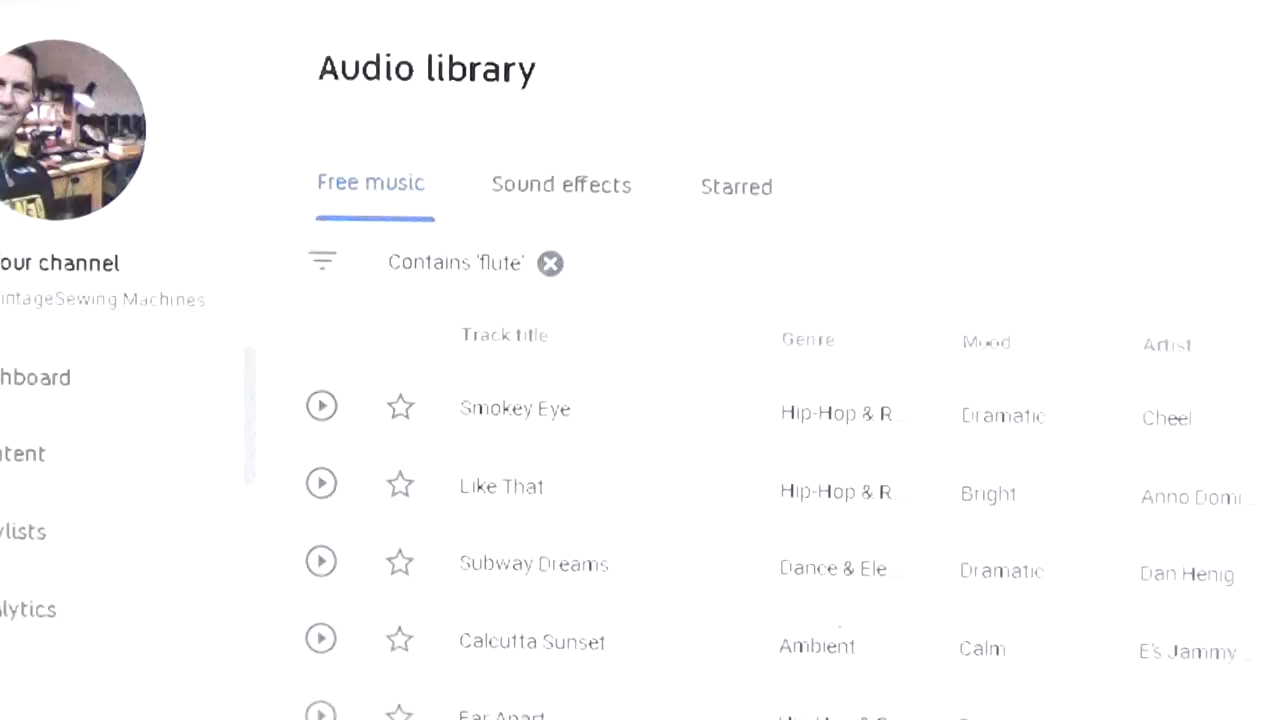 Audio library
Free music Sound effects Starred
Contains 'flute'
our channel
intageSewing Machines
hboard
tent
ylists
lytics
Track title Genre Mood Artist
Smokey Eye Hip-Hop & R... Dramatic Cheel
Like That Hip-Hop & R... Bright Anno Domi...
Subway Dreams Dance & Ele... Dramatic Dan Henig
Calcutta Sunset Ambient Calm E's Jammy ...
Far Apart